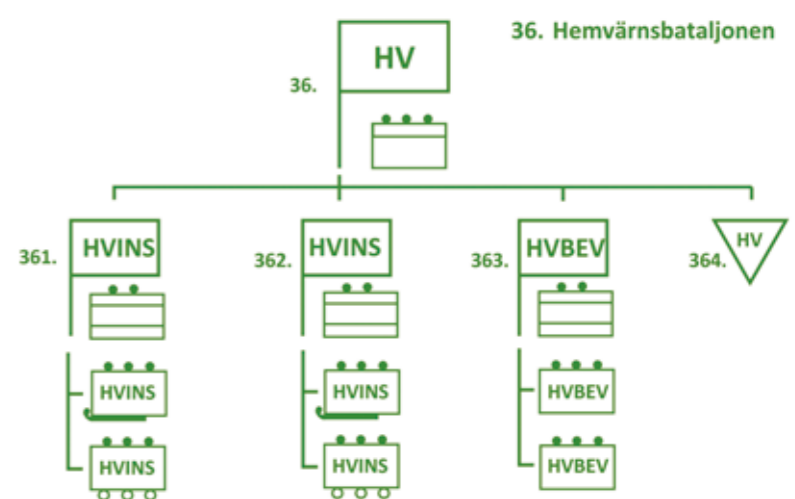 36. Hemvärnsbataljonen
HV
36.
HVINS
361.
HVINS
362.
HVBEV
363.
HV
364.
HVINS
HVINS
HVBEV
HVINS
HVINS
HVBEV